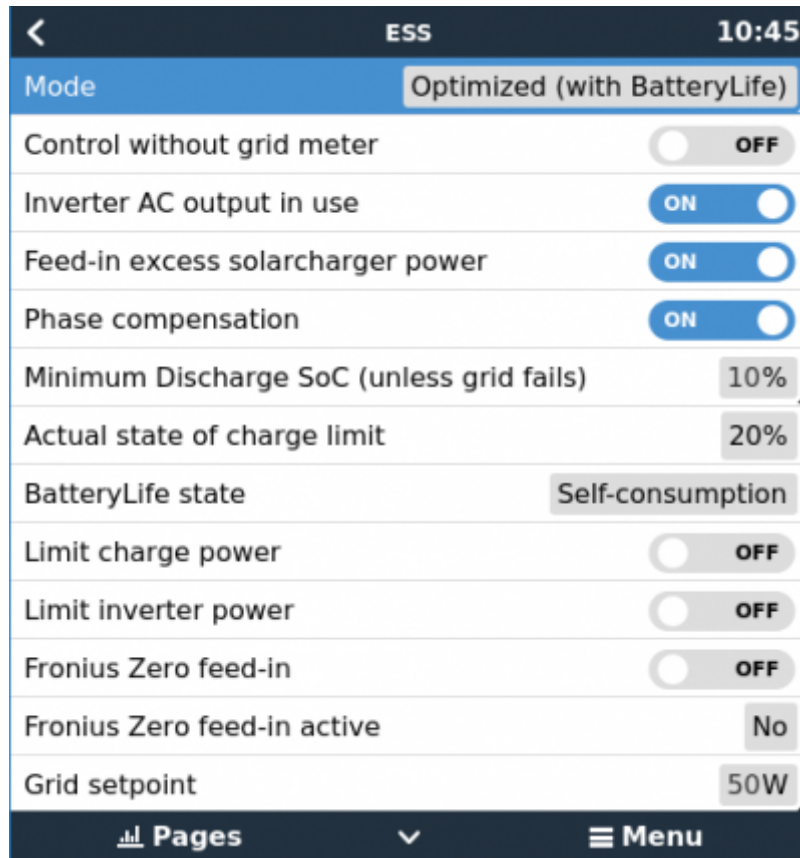 ESS 10:45
Mode Optimized (with BatteryLife)
Control without grid meter OFF
Inverter AC output in use ON
Feed-in excess solarcharger power ON
Phase compensation ON
Minimum Discharge SoC (unless grid fails) 10%
Actual state of charge limit 20%
BatteryLife state Self-consumption
Limit charge power OFF
Limit inverter power OFF
Fronius Zero feed-in OFF
Fronius Zero feed-in active No
Grid setpoint 50W
Pages Menu